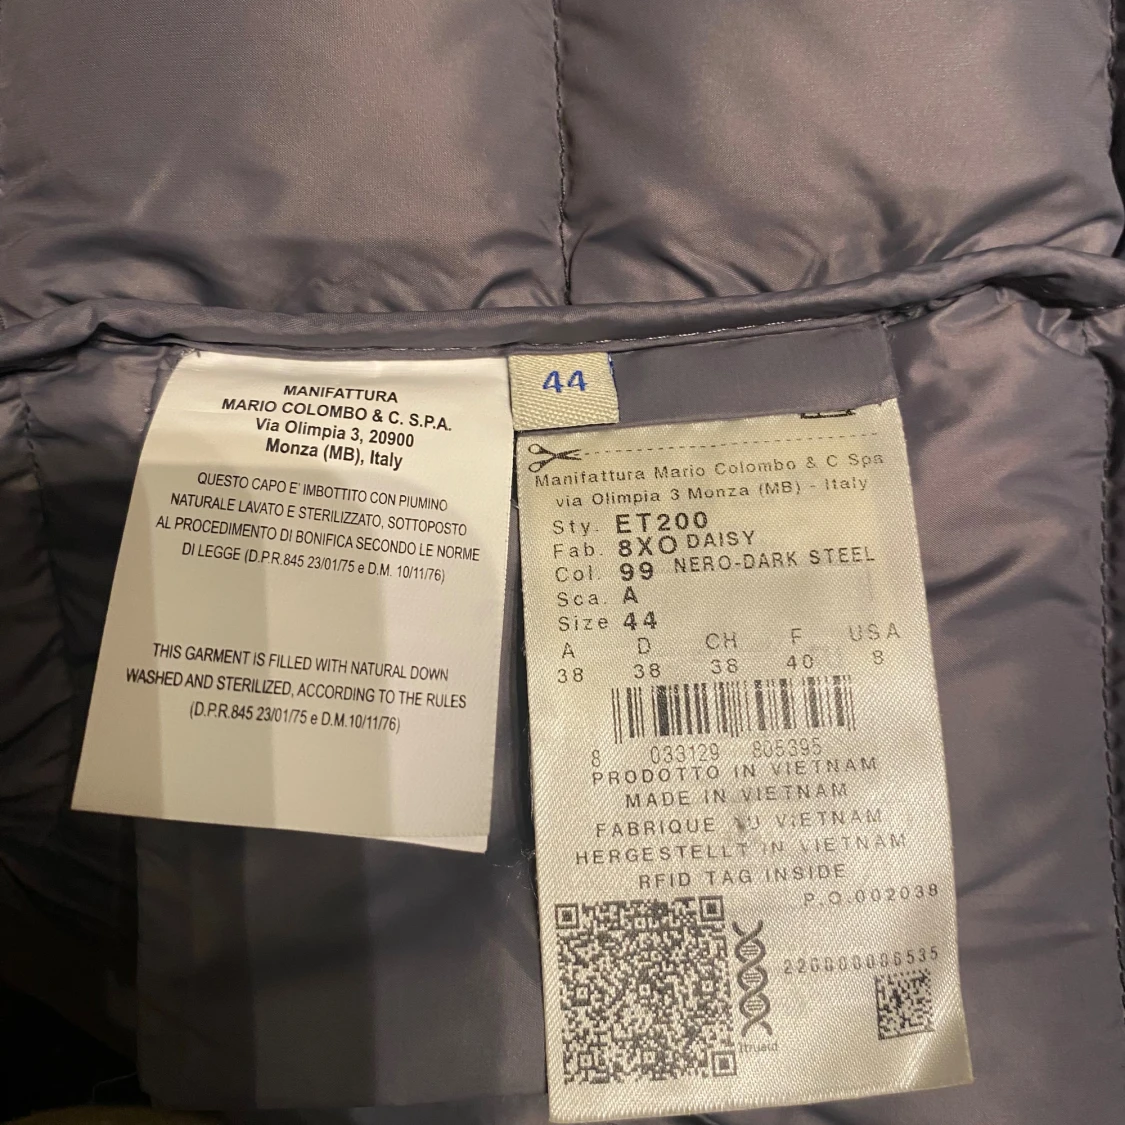 MANIFATTURA
MARIO COLOMBO & C. S.P.A.
Via Olimpia 3, 20900
Monza (MB), Italy
QUESTO CAPO E' IMBOTTITO CON PIUMINO
NATURALE LAVATO E STERILIZZATO, SOTTOPOSTO
AL PROCEDIMENTO DI BONIFICA SECONDO LE NORME
DI LEGGE (D.P.R.845 23/01/75 e D.M. 10/11/76)
THIS GARMENT IS FILLED WITH NATURAL DOWN
WASHED AND STERILIZED, ACCORDING TO THE RULES
(D.P.R.845 23/01/75 e D.M.10/11/76)
44
Manifattura Mario Colombo & C Spa
via Olimpia 3 Monza (MB) - Italy
Sty. ET200
Fab. 8XO DAISY
Col. 99 NERO-DARK STEEL
Sca. A
Size 44
A D CH F USA
38 38 38 40 8
8 033129 805395
PRODOTTO IN VIETNAM
MADE IN VIETNAM
FABRIQUE AU VIETNAM
HERGESTELLT IN VIETNAM
RFID TAG INSIDE
P.O.002038